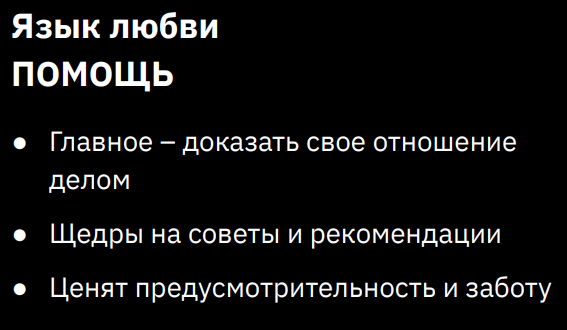 Язык любви
ПОМОЩЬ
● Главное – доказать свое отношение
делом
● Щедры на советы и рекомендации
● Ценят предусмотрительность и заботу